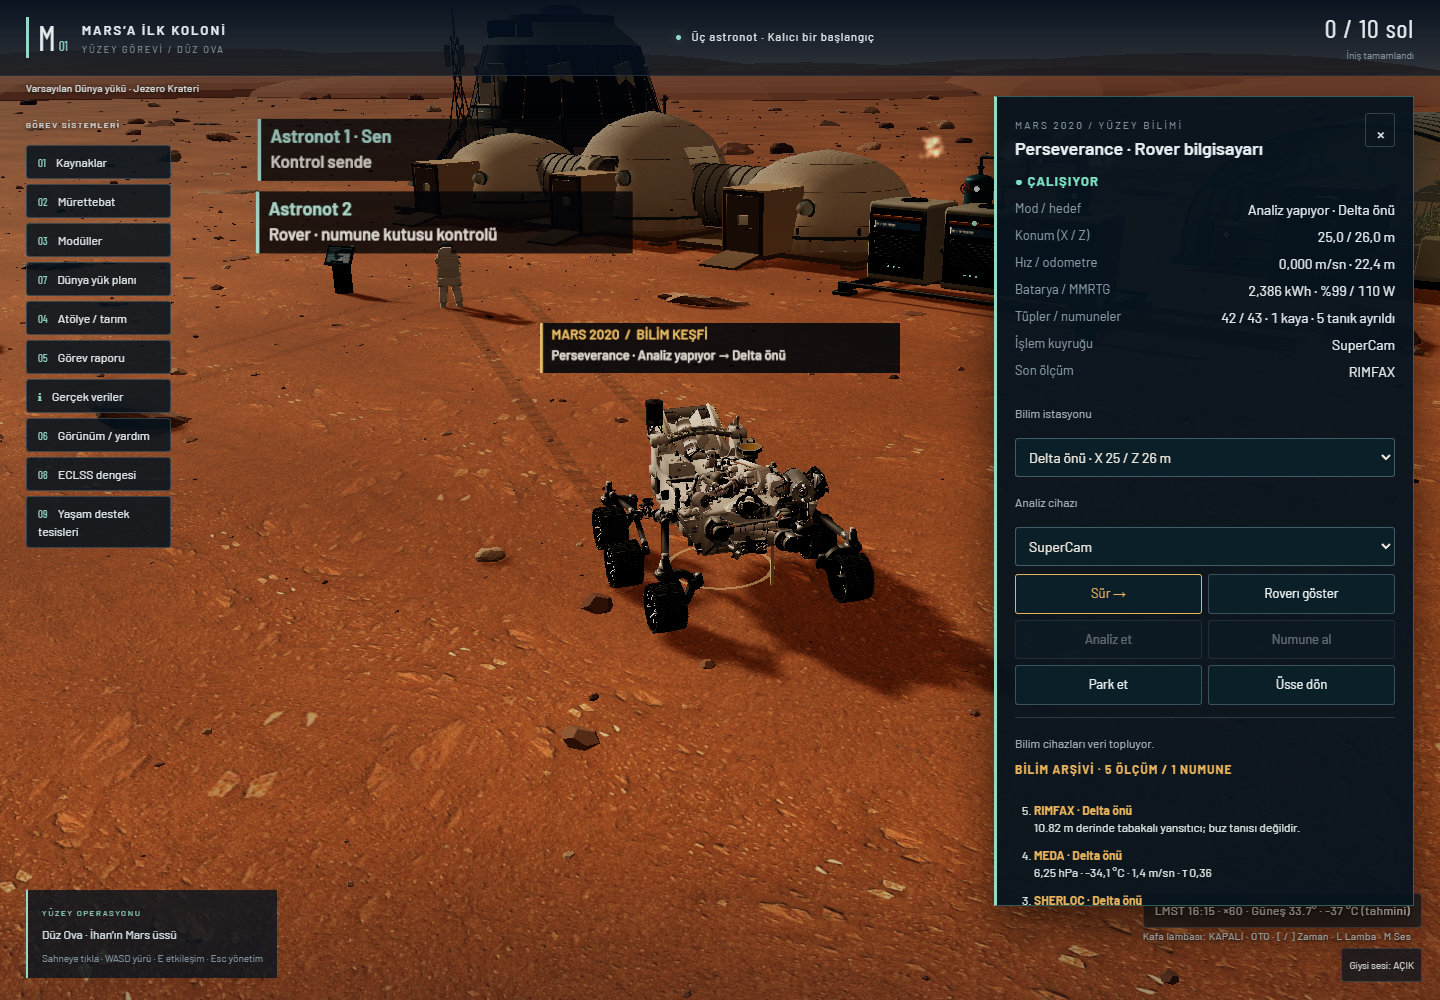 M 01
MARS'A İLK KOLONİ
YÜZEY GÖREVİ / DÜZ OVA
Üç astronot · Kalıcı bir başlangıç
0 / 10 sol
İniş tamamlandı
Varsayılan Dünya yükü · Jezero Krateri
GÖREV SİSTEMLERİ
01 Kaynaklar
02 Mürettebat
03 Modüller
07 Dünya yük planı
04 Atölye / tarım
05 Görev raporu
i Gerçek veriler
06 Görünüm / yardım
08 ECLSS dengesi
09 Yaşam destek
tesisleri
Astronot 1 · Sen
Kontrol sende
Astronot 2
Rover · numune kutusu kontrolü
MARS 2020 / BİLİM KEŞFİ
Perseverance · Analiz yapıyor → Delta önü
MARS 2020 / YÜZEY BİLİMİ
×
Perseverance · Rover bilgisayarı
● ÇALIŞIYOR
Mod / hedef Analiz yapıyor · Delta önü
Konum (X / Z) 25,0 / 26,0 m
Hız / odometre 0,000 m/sn · 22,4 m
Batarya / MMRTG 2,386 kWh · %99 / 110 W
Tüpler / numuneler 42 / 43 · 1 kaya · 5 tanık ayrıldı
İşlem kuyruğu SuperCam
Son ölçüm RIMFAX
Bilim istasyonu
Delta önü · X 25 / Z 26 m
Analiz cihazı
SuperCam
Sür → Roverı göster
Analiz et Numune al
Park et Üsse dön
Bilim cihazları veri topluyor.
BİLİM ARŞİVİ · 5 ÖLÇÜM / 1 NUMUNE
5. RIMFAX · Delta önü
10.82 m derinde tabakalı yansıtıcı; buz tanısı değildir.
4. MEDA · Delta önü
6,25 hPa · -34,1 °C · 1,4 m/sn · τ 0,36
3. SHERLOC · Delta önü
LMST 16:15 · ×60 · Güneş 33.7° · -37 °C (tahmini)
Kafa lambası: KAPALI · OTO · [ / ] Zaman · L Lamba · M Ses
Giysi sesi: AÇIK
YÜZEY OPERASYONU
Düz Ova · İhan'ın Mars üssü
Sahneye tıkla · WASD yürü · E etkileşim · Esc yönetim